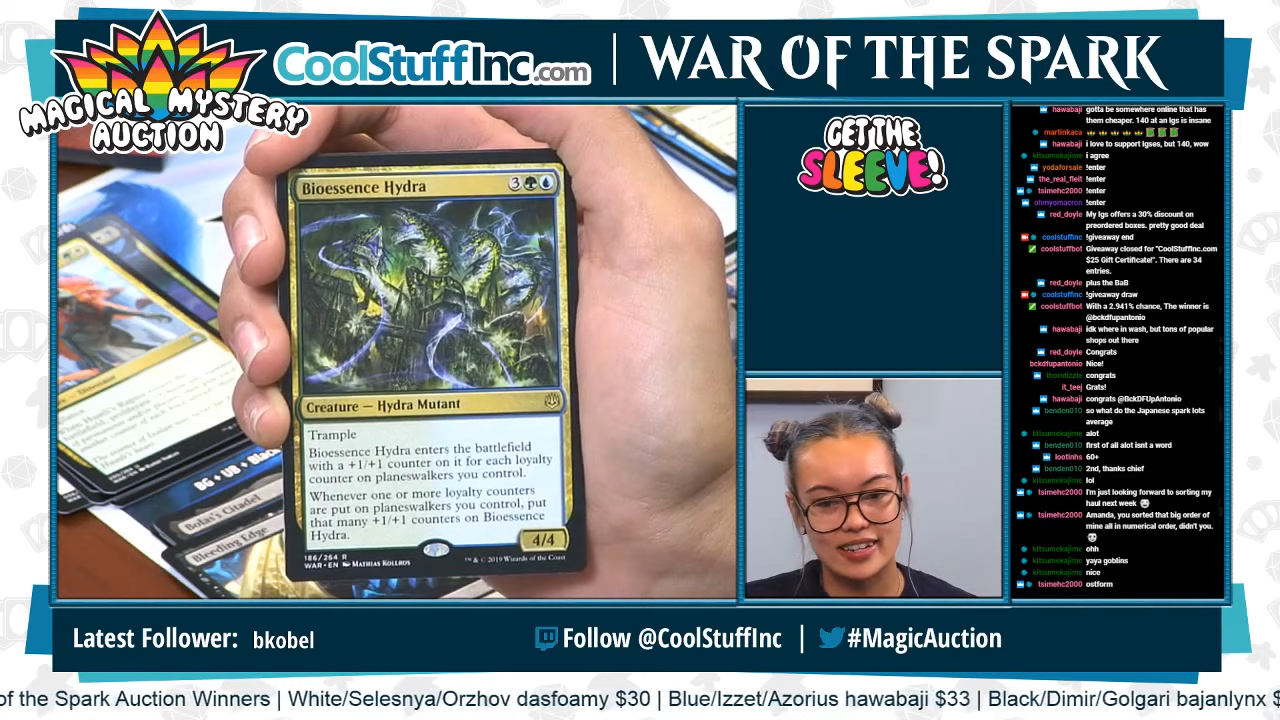 MAGICAL MYSTERY
AUCTION
CoolStuffInc.com
WAR OF THE SPARK
GET THE
SLEEVE!
Bioessence Hydra
3
Creature — Hydra Mutant
Trample
Bioessence Hydra enters the battlefield
with a +1/+1 counter on it for each loyalty
counter on planeswalkers you control.
Whenever one or more loyalty counters
are put on planeswalkers you control, put
that many +1/+1 counters on Bioessence
Hydra.
4/4
186/264 R
WAR • EN MATHIAS KOLLROS
™ & © 2019 Wizards of the Coast
BG + UB + 
Bolas's Citadel
Bleeding Edge
hawabaji gotta be somewhere online that has
them cheaper. 140 at an lgs is insane
martinkaca
hawabaji i love to support lgses, but 140, wow
kitsumekajime i agree
yodaforsale !enter
the_real_fleit !enter
tsimehc2000 !enter
ohmyomacron !enter
red_doyle My lgs offers a 30% discount on
preordered boxes. pretty good deal
coolstuffinc !giveaway end
coolstuffbot Giveaway closed for "CoolStuffInc.com
$25 Gift Certificate!". There are 34
entries.
red_doyle plus the BaB
coolstuffinc !giveaway draw
coolstuffbot With a 2.941% chance, The winner is
@bckdfupantonio
hawabaji idk where in wash, but tons of popular
shops out there
red_doyle Congrats
bckdfupantonio Nice!
thomdizzle congrats
it_teej Grats!
hawabaji congrats @BckDFUpAntonio
benden010 so what do the Japanese spark lots
average
kitsumekajime alot
benden010 first of all alot isnt a word
lootinhs 60+
benden010 2nd, thanks chief
kitsumekajime lol
tsimehc2000 I'm just looking forward to sorting my
haul next week
tsimehc2000 Amanda, you sorted that big order of
mine all in numerical order, didn't you.
kitsumekajime ohh
kitsumekajime yaya goblins
kitsumekajime nice
tsimehc2000 ostform
Latest Follower: bkobel
Follow @CoolStuffInc | #MagicAuction
of the Spark Auction Winners | White/Selesnya/Orzhov dasfoamy $30 | Blue/Izzet/Azorius hawabaji $33 | Black/Dimir/Golgari bajanlynx $